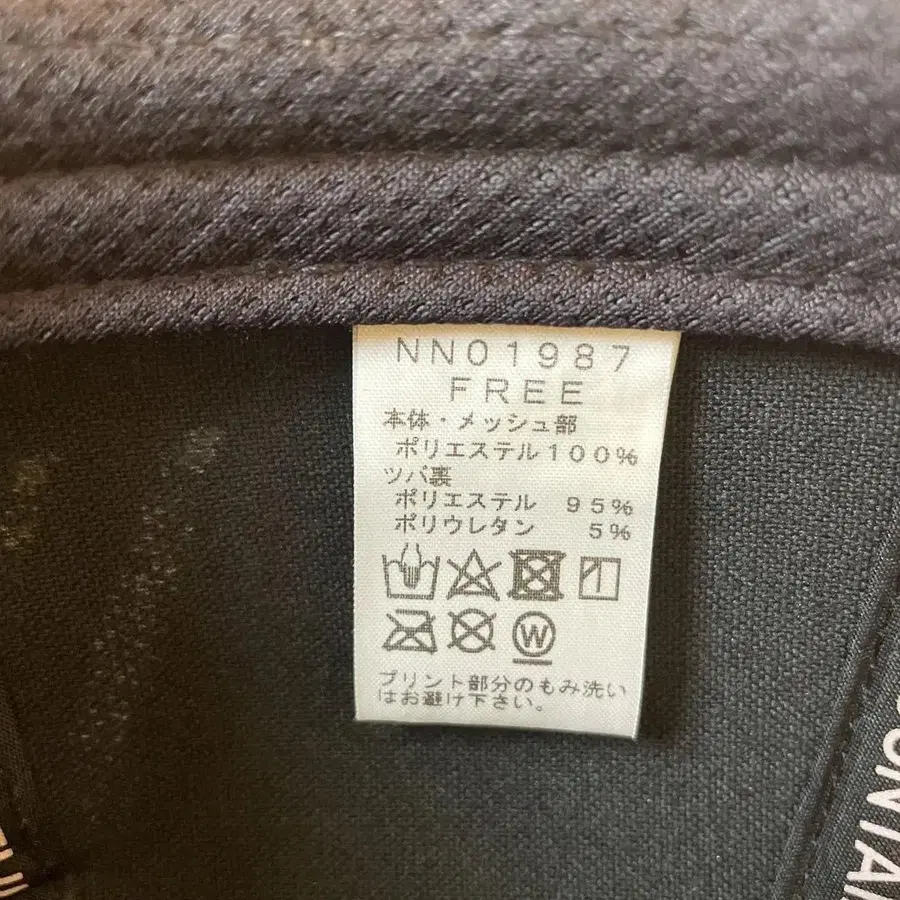 NN01987
FREE
本体・メッシュ部
ポリエステル100%
ツバ裏
ポリエステル 95%
ポリウレタン 5%
W
プリント部分のもみ洗い
はお避け下さい。